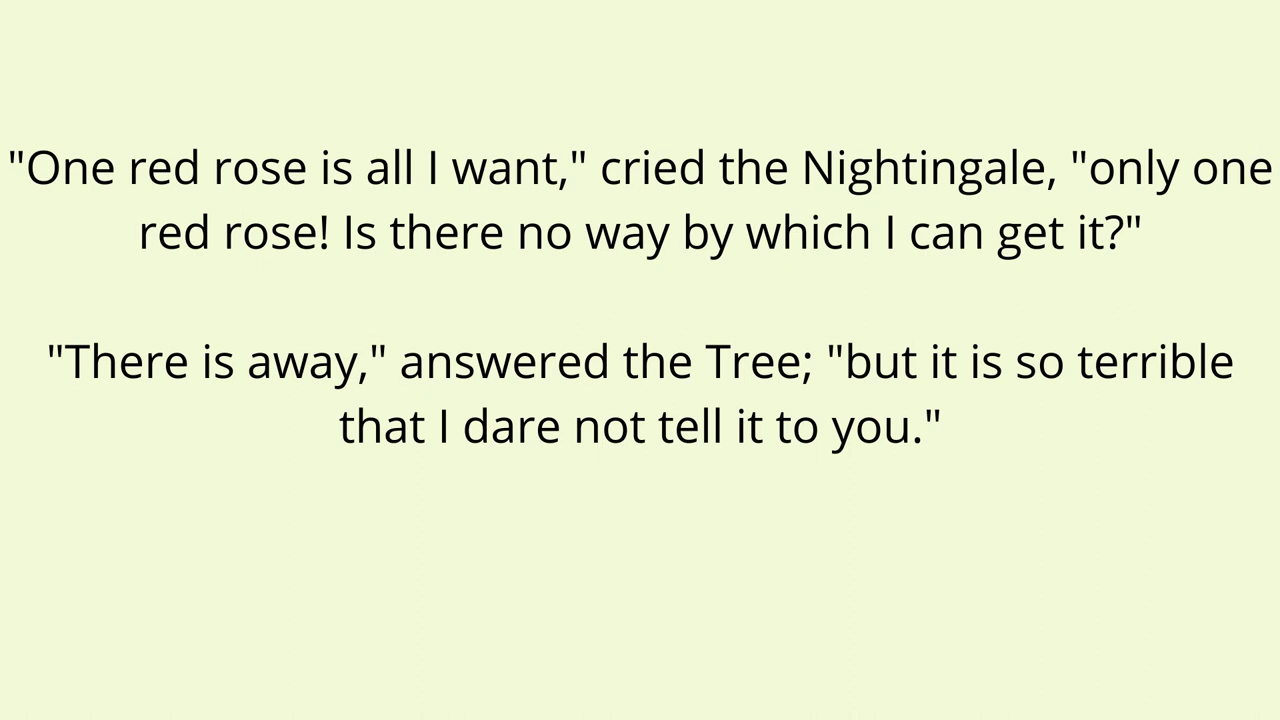 "One red rose is all I want," cried the Nightingale, "only one
red rose! Is there no way by which I can get it?"
"There is away," answered the Tree; "but it is so terrible
that I dare not tell it to you."